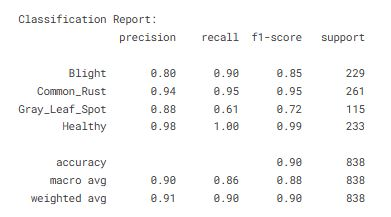 Classification Report:
precision recall f1-score support
Blight 0.80 0.90 0.85 229
Common_Rust 0.94 0.95 0.95 261
Gray_Leaf_Spot 0.88 0.61 0.72 115
Healthy 0.98 1.00 0.99 233
accuracy 0.90 838
macro avg 0.90 0.86 0.88 838
weighted avg 0.91 0.90 0.90 838